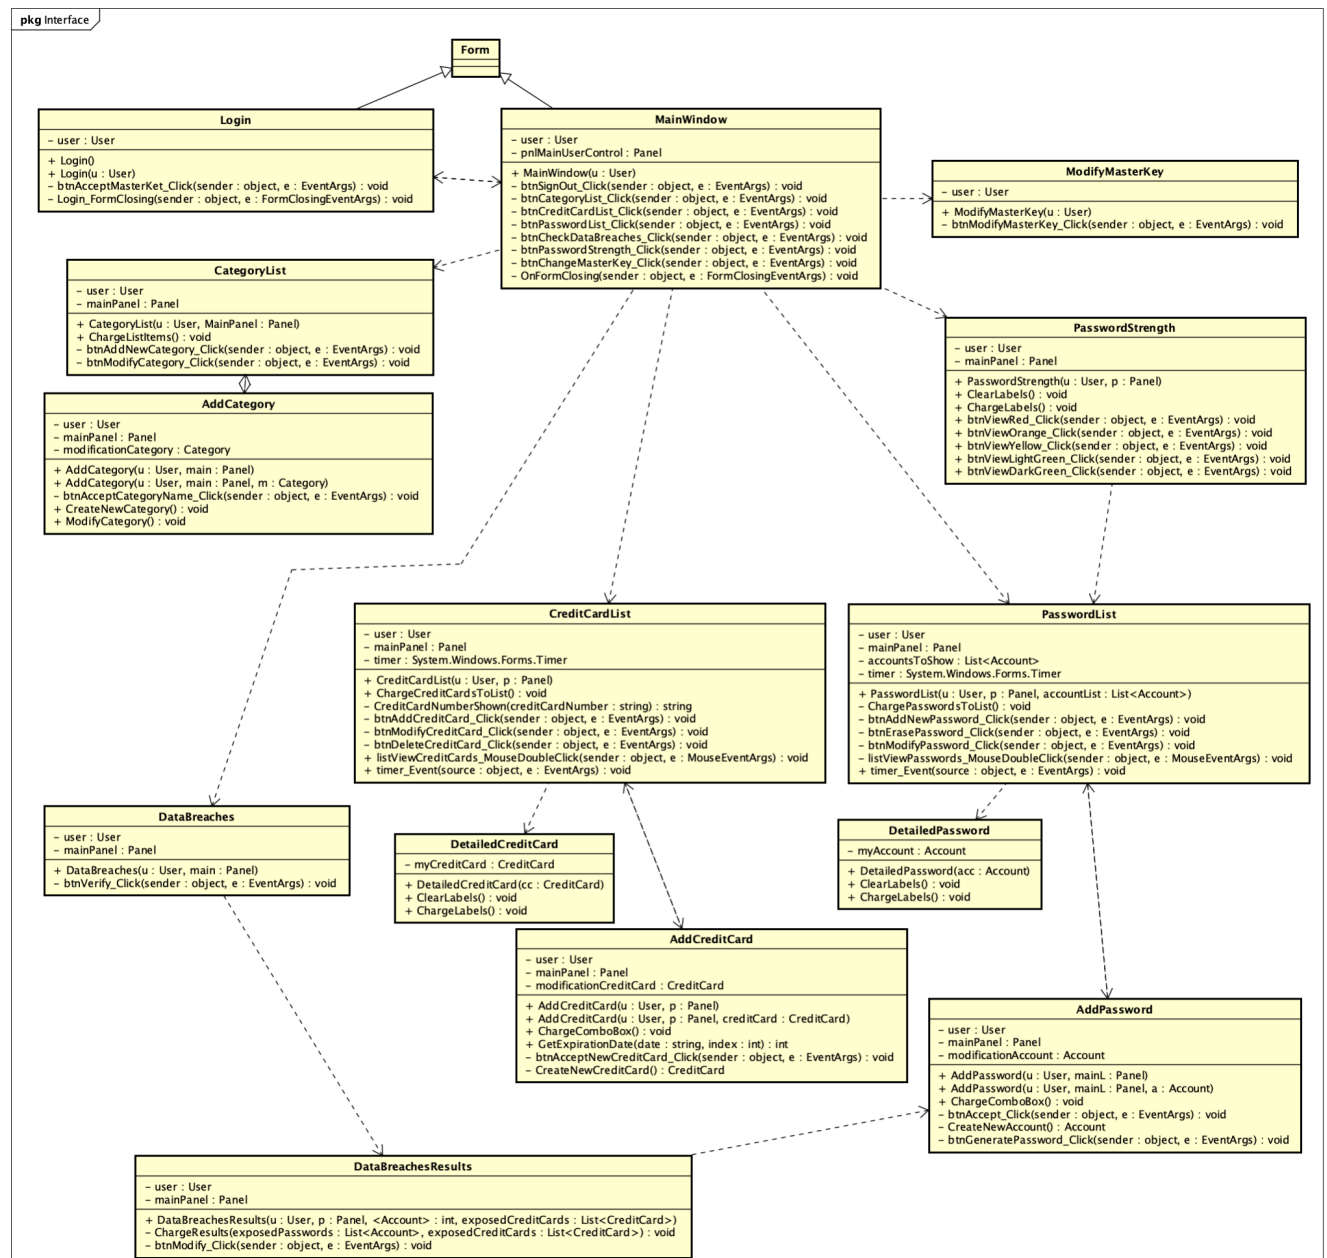 pkg Interface
Form
Login
– user : User
+ Login()
+ Login(u : User)
– btnAcceptMasterKet_Click(sender : object, e : EventArgs) : void
– Login_FormClosing(sender : object, e : FormClosingEventArgs) : void
MainWindow
– user : User
– pnlMainUserControl : Panel
+ MainWindow(u : User)
– btnSignOut_Click(sender : object, e : EventArgs) : void
– btnCategoryList_Click(sender : object, e : EventArgs) : void
– btnCreditCardList_Click(sender : object, e : EventArgs) : void
– btnPasswordList_Click(sender : object, e : EventArgs) : void
– btnCheckDataBreaches_Click(sender : object, e : EventArgs) : void
– btnPasswordStrength_Click(sender : object, e : EventArgs) : void
– btnChangeMasterKey_Click(sender : object, e : EventArgs) : void
– OnFormClosing(sender : object, e : FormClosingEventArgs) : void
ModifyMasterKey
– user : User
+ ModifyMasterKey(u : User)
– btnModifyMasterKey_Click(sender : object, e : EventArgs) : void
CategoryList
– user : User
– mainPanel : Panel
+ CategoryList(u : User, MainPanel : Panel)
+ ChargeListItems() : void
– btnAddNewCategory_Click(sender : object, e : EventArgs) : void
– btnModifyCategory_Click(sender : object, e : EventArgs) : void
PasswordStrength
– user : User
– mainPanel : Panel
+ PasswordStrength(u : User, p : Panel)
+ ClearLabels() : void
+ ChargeLabels() : void
+ btnViewRed_Click(sender : object, e : EventArgs) : void
+ btnViewOrange_Click(sender : object, e : EventArgs) : void
+ btnViewYellow_Click(sender : object, e : EventArgs) : void
+ btnViewLightGreen_Click(sender : object, e : EventArgs) : void
+ btnViewDarkGreen_Click(sender : object, e : EventArgs) : void
AddCategory
– user : User
– mainPanel : Panel
– modificationCategory : Category
+ AddCategory(u : User, main : Panel)
+ AddCategory(u : User, main : Panel, m : Category)
– btnAcceptCategoryName_Click(sender : object, e : EventArgs) : void
+ CreateNewCategory() : void
+ ModifyCategory() : void
CreditCardList
– user : User
– mainPanel : Panel
– timer : System.Windows.Forms.Timer
+ CreditCardList(u : User, p : Panel)
+ ChargeCreditCardsToList() : void
– CreditCardNumberShown(creditCardNumber : string) : string
– btnAddCreditCard_Click(sender : object, e : EventArgs) : void
– btnModifyCreditCard_Click(sender : object, e : EventArgs) : void
– btnDeleteCreditCard_Click(sender : object, e : EventArgs) : void
+ listViewCreditCards_MouseDoubleClick(sender : object, e : MouseEventArgs) : void
+ timer_Event(source : object, e : EventArgs) : void
PasswordList
– user : User
– mainPanel : Panel
– accountsToShow : List<Account>
– timer : System.Windows.Forms.Timer
+ PasswordList(u : User, p : Panel, accountList : List<Account>)
– ChargePasswordsToList() : void
– btnAddNewPassword_Click(sender : object, e : EventArgs) : void
– btnErasePassword_Click(sender : object, e : EventArgs) : void
– btnModifyPassword_Click(sender : object, e : EventArgs) : void
– listViewPasswords_MouseDoubleClick(sender : object, e : MouseEventArgs) : void
+ timer_Event(source : object, e : EventArgs) : void
DataBreaches
– user : User
– mainPanel : Panel
+ DataBreaches(u : User, main : Panel)
– btnVerify_Click(sender : object, e : EventArgs) : void
DetailedCreditCard
– myCreditCard : CreditCard
+ DetailedCreditCard(cc : CreditCard)
+ ClearLabels() : void
+ ChargeLabels() : void
DetailedPassword
– myAccount : Account
+ DetailedPassword(acc : Account)
+ ClearLabels() : void
+ ChargeLabels() : void
AddCreditCard
– user : User
– mainPanel : Panel
– modificationCreditCard : CreditCard
+ AddCreditCard(u : User, p : Panel)
+ AddCreditCard(u : User, p : Panel, creditCard : CreditCard)
+ ChargeComboBox() : void
+ GetExpirationDate(date : string, index : int) : int
– btnAcceptNewCreditCard_Click(sender : object, e : EventArgs) : void
– CreateNewCreditCard() : CreditCard
AddPassword
– user : User
– mainPanel : Panel
– modificationAccount : Account
+ AddPassword(u : User, mainL : Panel)
+ AddPassword(u : User, mainL : Panel, a : Account)
+ ChargeComboBox() : void
– btnAccept_Click(sender : object, e : EventArgs) : void
– CreateNewAccount() : Account
– btnGeneratePassword_Click(sender : object, e : EventArgs) : void
DataBreachesResults
– user : User
– mainPanel : Panel
+ DataBreachesResults(u : User, p : Panel, <Account> : int, exposedCreditCards : List<CreditCard>)
– ChargeResults(exposedPasswords : List<Account>, exposedCreditCards : List<CreditCard>) : void
– btnModify_Click(sender : object, e : EventArgs) : void